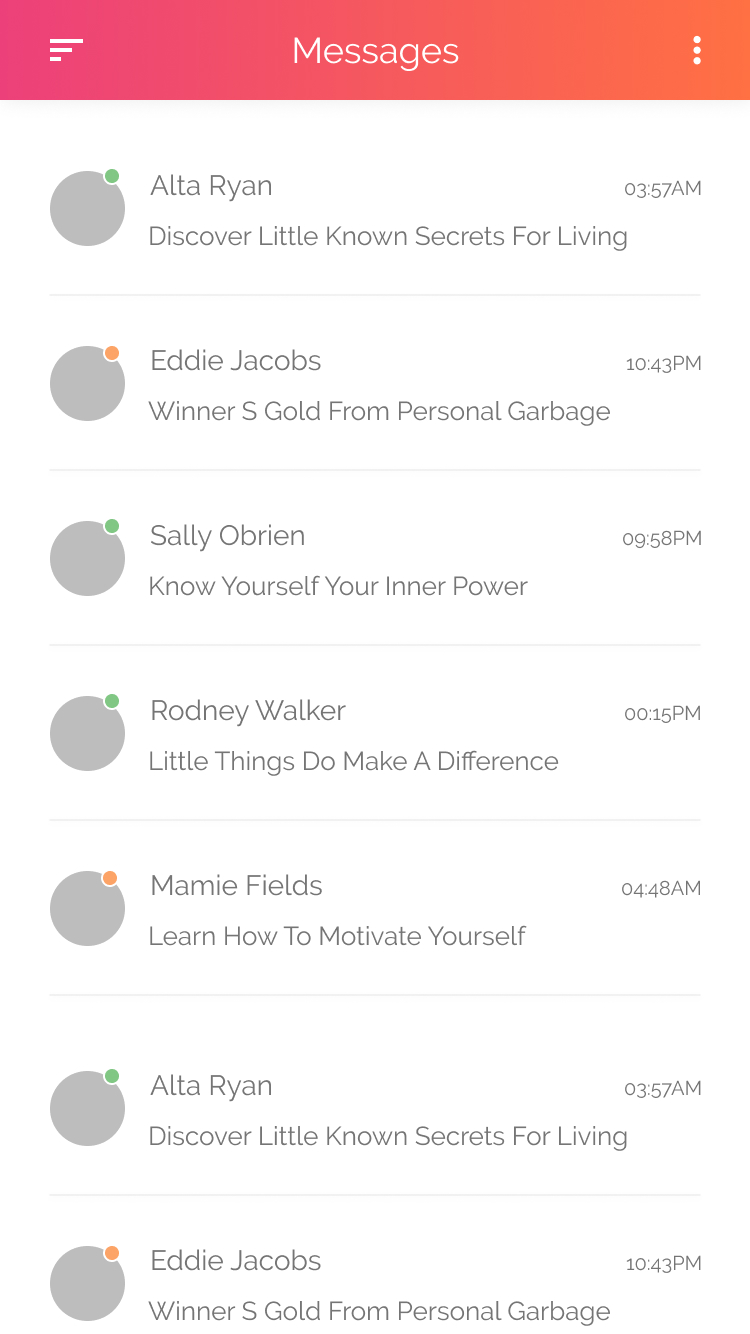 Messages
Alta Ryan 03:57AM
Discover Little Known Secrets For Living
Eddie Jacobs 10:43PM
Winner S Gold From Personal Garbage
Sally Obrien 09:58PM
Know Yourself Your Inner Power
Rodney Walker 00:15PM
Little Things Do Make A Difference
Mamie Fields 04:48AM
Learn How To Motivate Yourself
Alta Ryan 03:57AM
Discover Little Known Secrets For Living
Eddie Jacobs 10:43PM
Winner S Gold From Personal Garbage